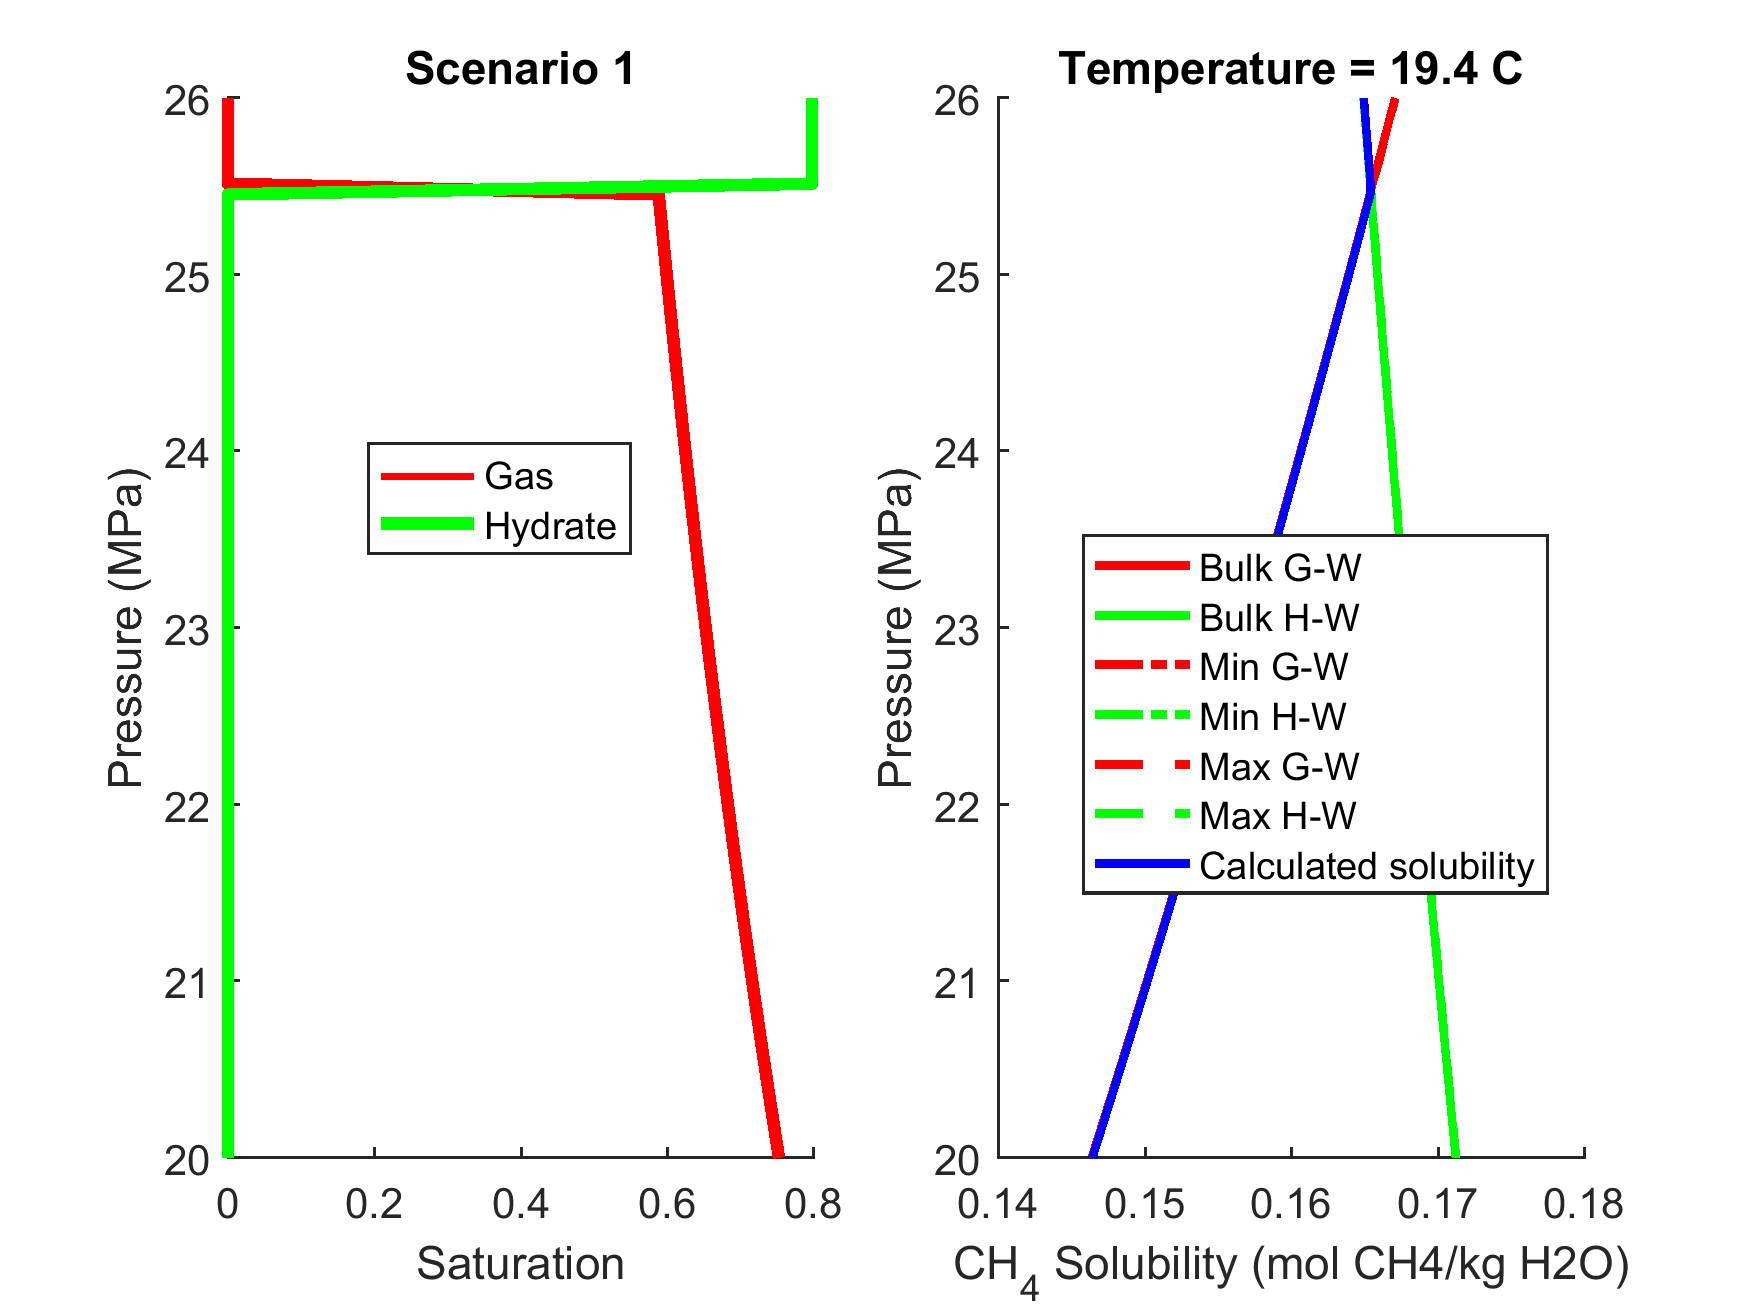 Scenario 1
26
25
24
23
22
21
20
Pressure (MPa)
Gas
Hydrate
0 0.2 0.4 0.6 0.8
Saturation
Temperature = 19.4 C
26
25
24
23
22
21
20
Pressure (MPa)
Bulk G-W
Bulk H-W
Min G-W
Min H-W
Max G-W
Max H-W
Calculated solubility
0.14 0.15 0.16 0.17 0.18
CH4 Solubility (mol CH4/kg H2O)